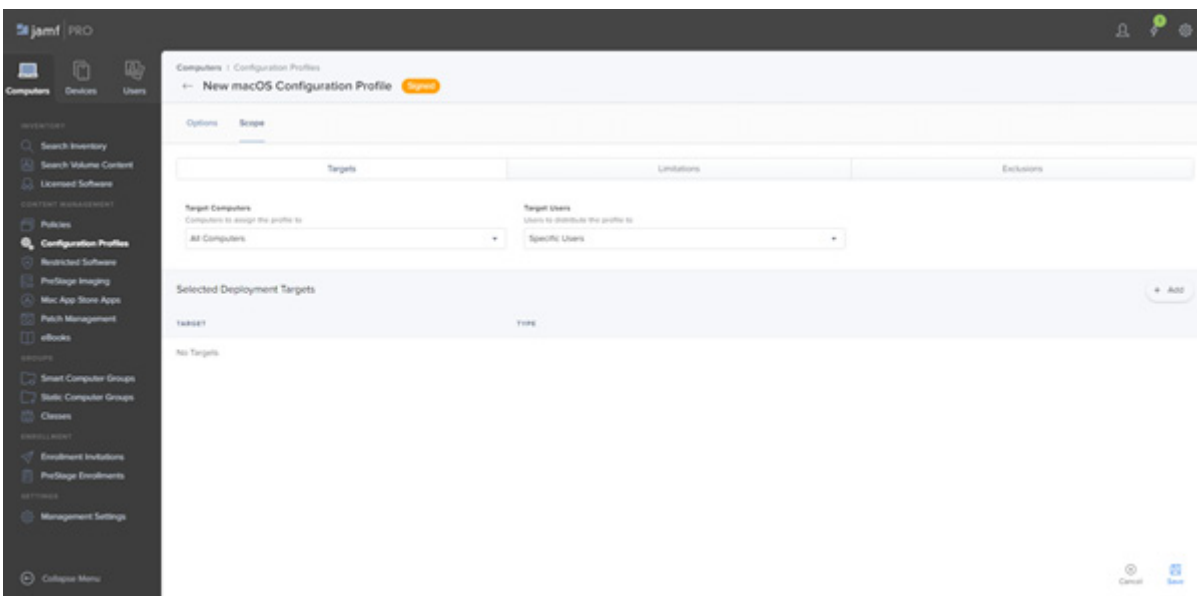 jamf PRO
1
Computers
Devices
Users
INVENTORY
Search Inventory
Search Volume Content
Licensed Software
CONTENT MANAGEMENT
Policies
Configuration Profiles
Restricted Software
PreStage Imaging
Mac App Store Apps
Patch Management
eBooks
GROUPS
Smart Computer Groups
Static Computer Groups
Classes
ENROLLMENT
Enrollment Invitations
PreStage Enrollments
SETTINGS
Management Settings
Collapse Menu
Computers : Configuration Profiles
← New macOS Configuration Profile Signed
Options Scope
Targets Limitations Exclusions
Target Computers
Computers to assign the profile to
All Computers
Target Users
Users to distribute the profile to
Specific Users
Selected Deployment Targets
+ Add
TARGET TYPE
No Targets
Cancel Save